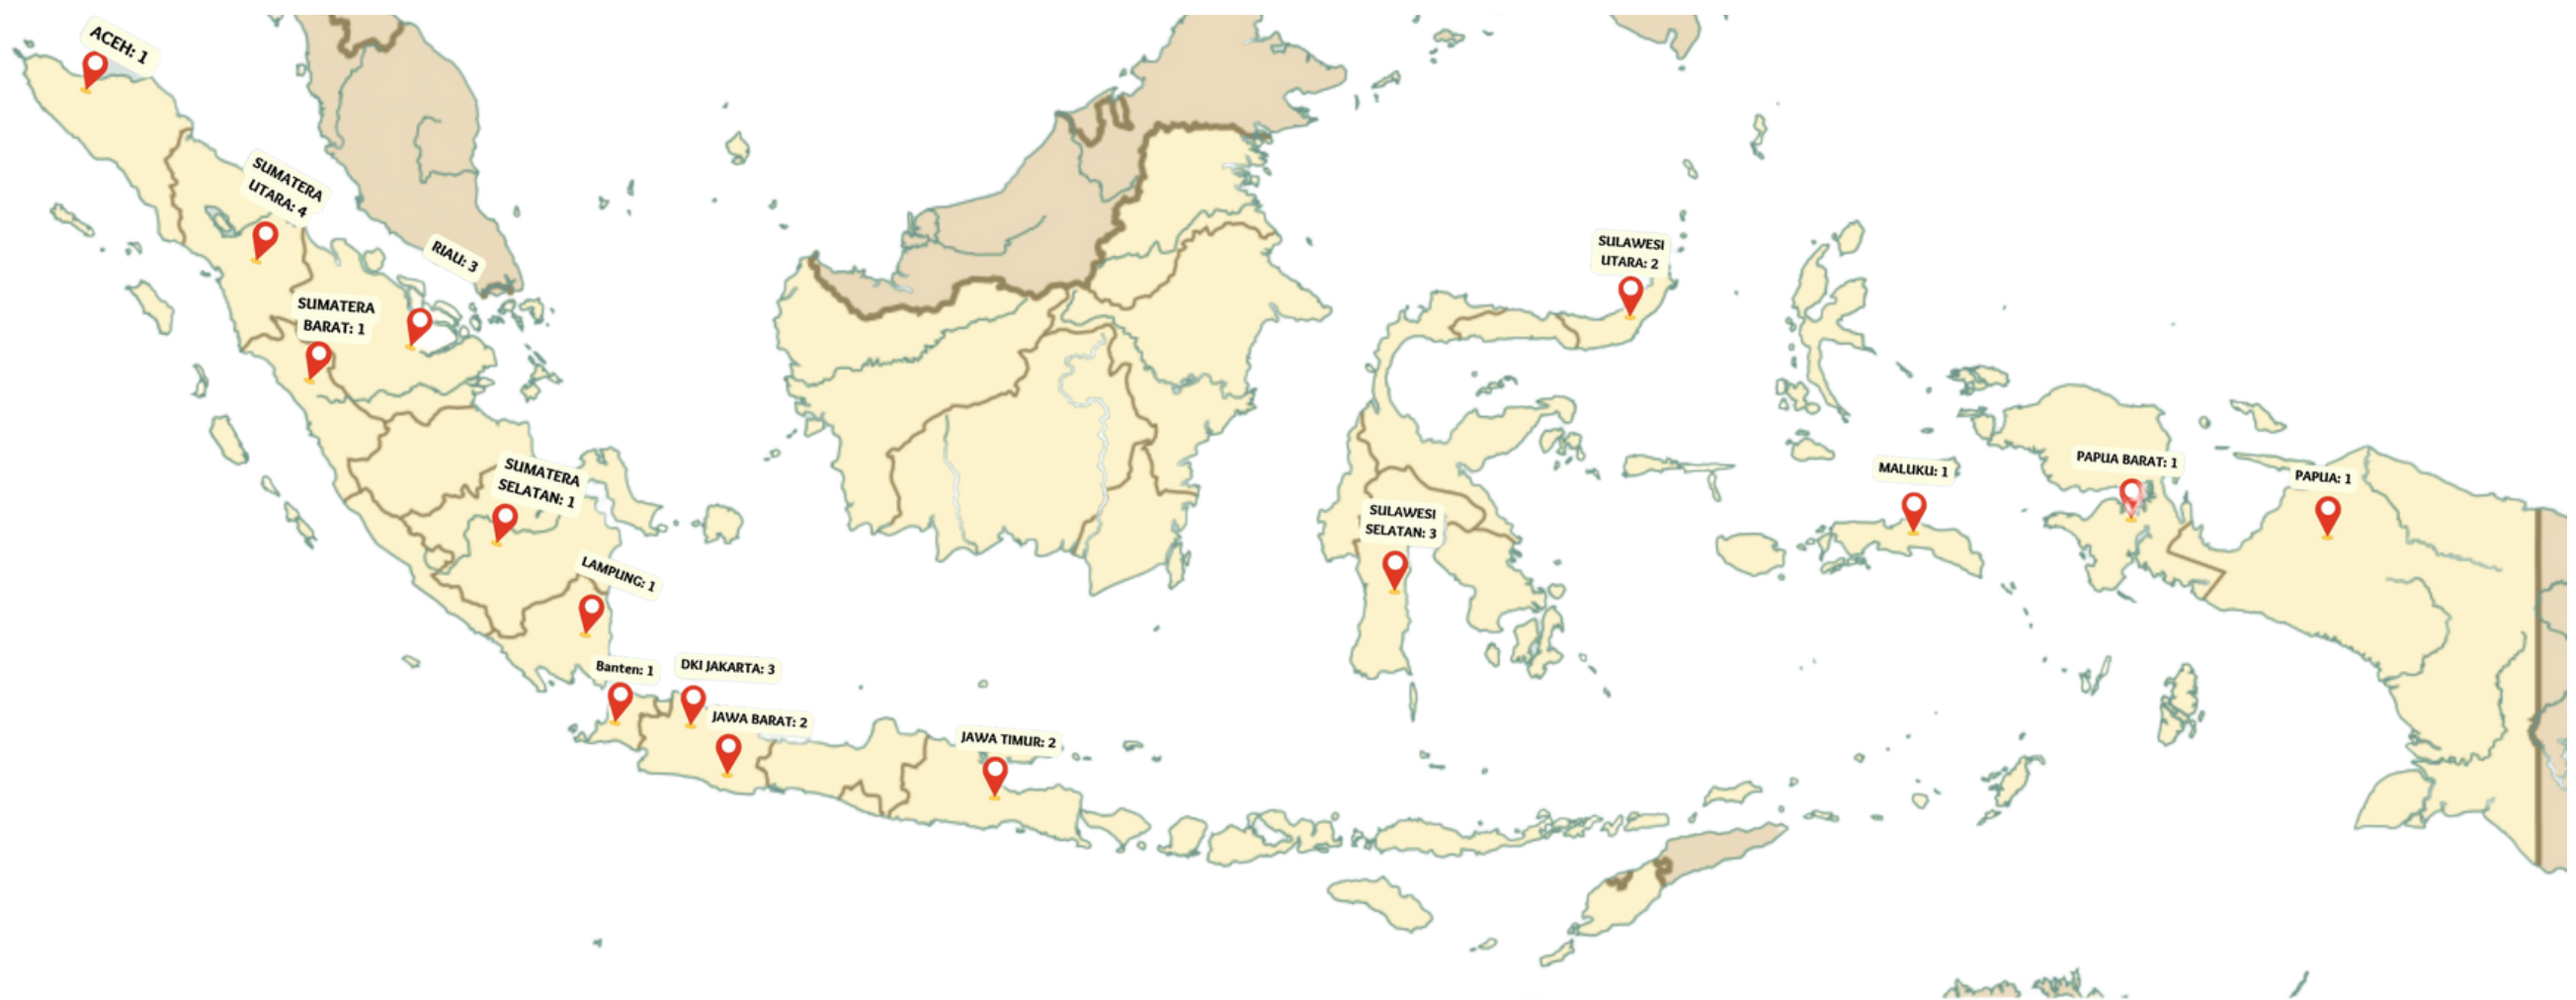 ACEH: 1
SUMATERA
UTARA: 4
RIAU: 3
SUMATERA
BARAT: 1
SUMATERA
SELATAN: 1
LAMPUNG: 1
Banten: 1
DKI JAKARTA: 3
JAWA BARAT: 2
JAWA TIMUR: 2
SULAWESI
UTARA: 2
SULAWESI
SELATAN: 3
MALUKU: 1
PAPUA BARAT: 1
PAPUA: 1